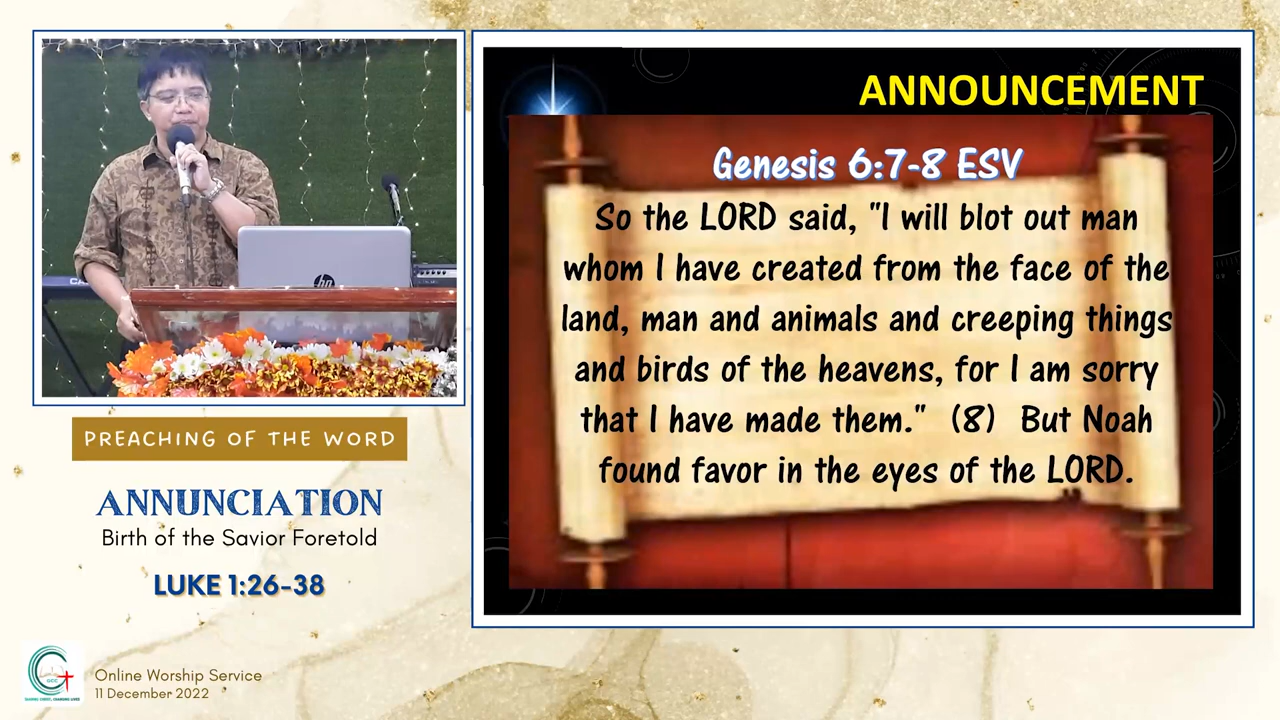 ANNOUNCEMENT
Genesis 6:7-8 ESV
So the LORD said, "I will blot out man
whom I have created from the face of the
land, man and animals and creeping things
and birds of the heavens, for I am sorry
that I have made them." (8) But Noah
found favor in the eyes of the LORD.
hp
CA
PREACHING OF THE WORD
ANNUNCIATION
Birth of the Savior Foretold
LUKE 1:26-38
Online Worship Service
11 December 2022